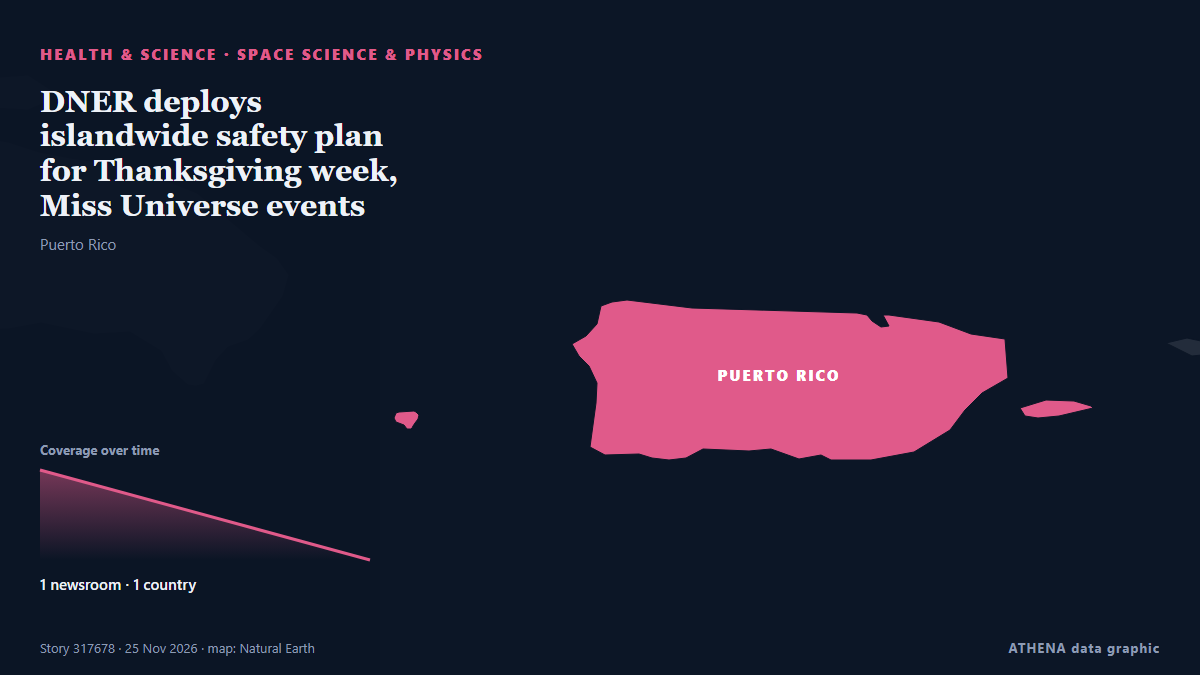 HEALTH & SCIENCE · SPACE SCIENCE & PHYSICS
DNER deploys
islandwide safety plan
for Thanksgiving week,
Miss Universe events
Puerto Rico
PUERTO RICO
Coverage over time
1 newsroom · 1 country
Story 317678 · 25 Nov 2026 · map: Natural Earth
ATHENA data graphic